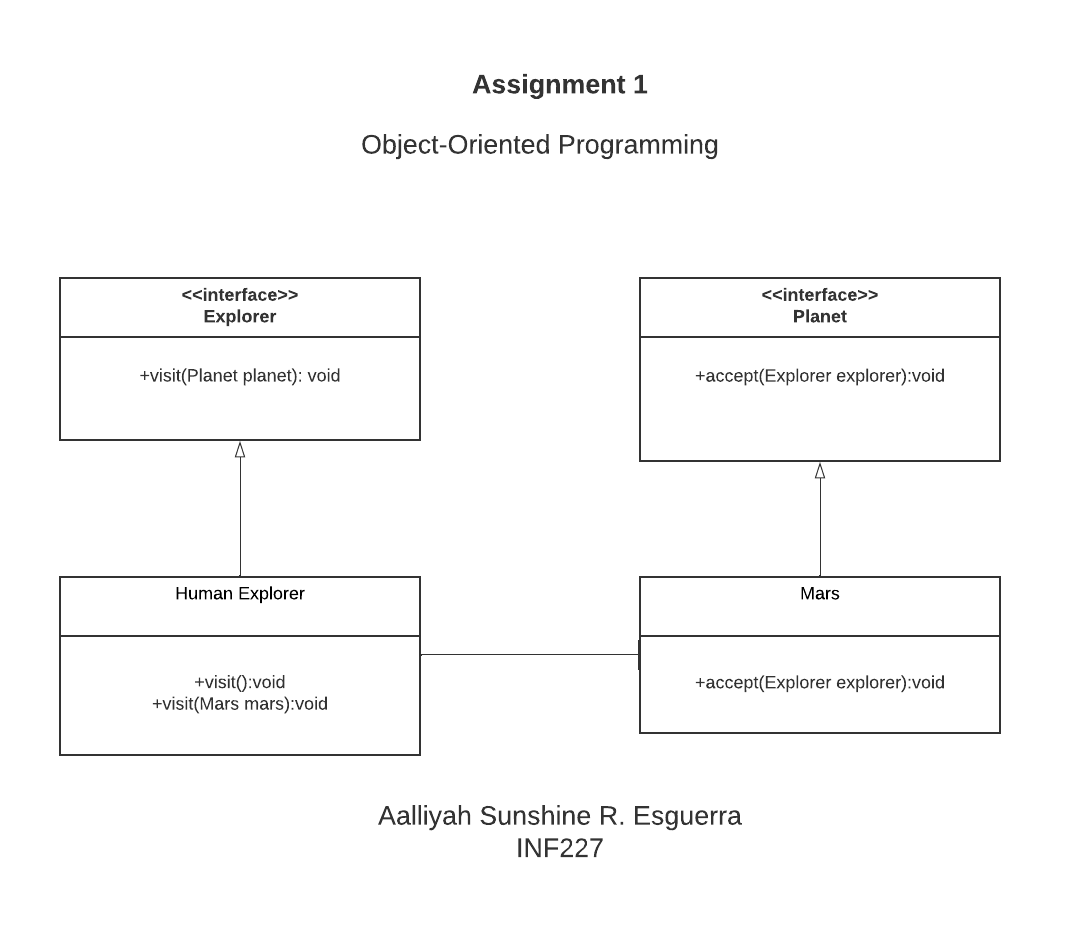 Assignment 1
Object-Oriented Programming
<<interface>>
Explorer
+visit(Planet planet): void
<<interface>>
Planet
+accept(Explorer explorer):void
Human Explorer
+visit():void
+visit(Mars mars):void
Mars
+accept(Explorer explorer):void
Aalliyah Sunshine R. Esguerra
INF227